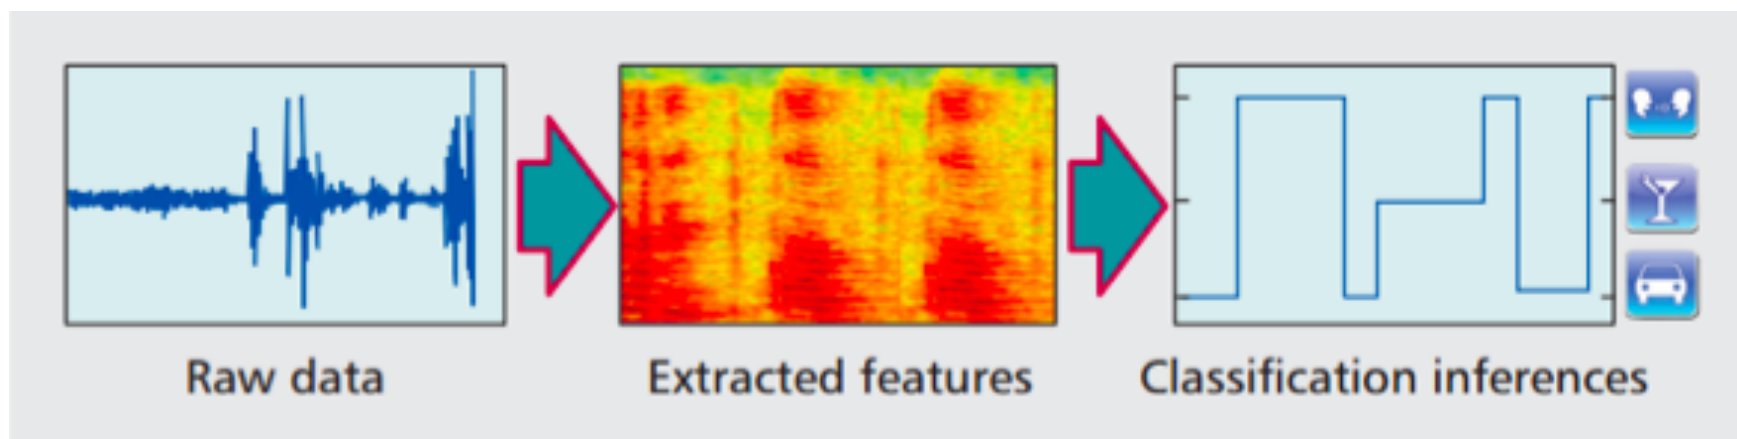 Raw data
Extracted features
Classification inferences